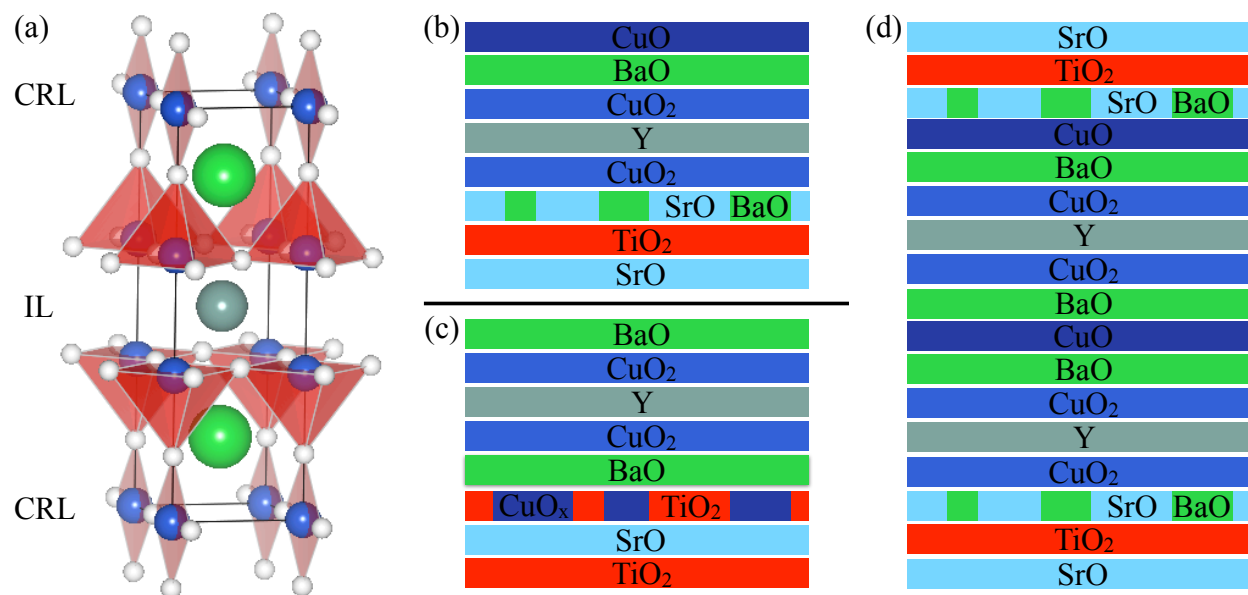 (a)
CRL
IL
CRL
(b)
CuO
BaO
CuO₂
Y
CuO₂
SrO BaO
TiO₂
SrO
(c)
BaO
CuO₂
Y
CuO₂
BaO
CuOₓ TiO₂
SrO
TiO₂
(d)
SrO
TiO₂
SrO BaO
CuO
BaO
CuO₂
Y
CuO₂
BaO
CuO
BaO
CuO₂
Y
CuO₂
SrO BaO
TiO₂
SrO